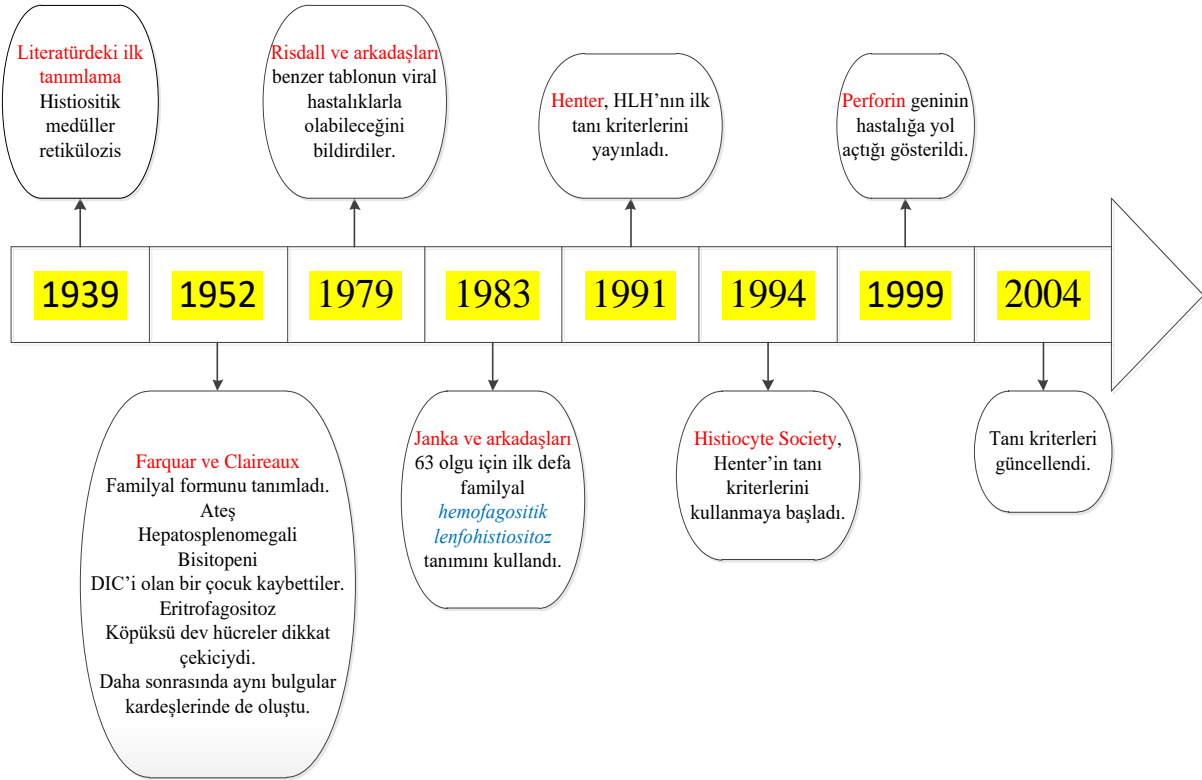 Literatürdeki ilk
tanımlama
Histiositik
medüller
retikülozis
Risdall ve arkadaşları
benzer tablonun viral
hastalıklarla
olabileceğini
bildirdiler.
Henter, HLH’nın ilk
tanı kriterlerini
yayınladı.
Perforin geninin
hastalığa yol
açtığı gösterildi.
1939
1952
1979
1983
1991
1994
1999
2004
Farquar ve Claireaux
Familyal formunu tanımladı.
Ateş
Hepatosplenomegali
Bisitopeni
DIC’i olan bir çocuk kaybettiler.
Eritrofagositoz
Köpüksü dev hücreler dikkat
çekiciydi.
Daha sonrasında aynı bulgular
kardeşlerinde de oluştu.
Janka ve arkadaşları
63 olgu için ilk defa
familyal
hemofagositik
lenfohistiositoz
tanımını kullandı.
Histiocyte Society,
Henter’in tanı
kriterlerini
kullanmaya başladı.
Tanı kriterleri
güncellendi.